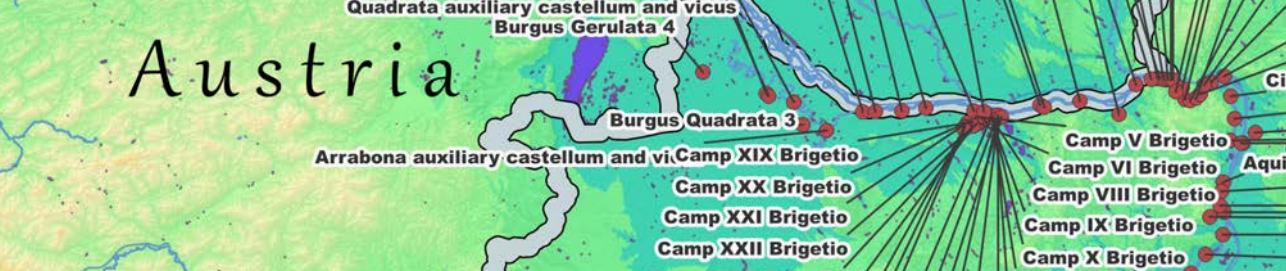 Quadrata auxiliary castellum and vicus
Burgus Gerulata 4
Austria
Ci
Burgus Quadrata 3
Arrabona auxiliary castellum and vi
Camp XIX Brigetio
Camp V Brigetio
Aqui
Camp VI Brigetio
Camp XX Brigetio
Camp VIII Brigetio
Camp XXI Brigetio
Camp IX Brigetio
Camp XXII Brigetio
Camp X Brigetio